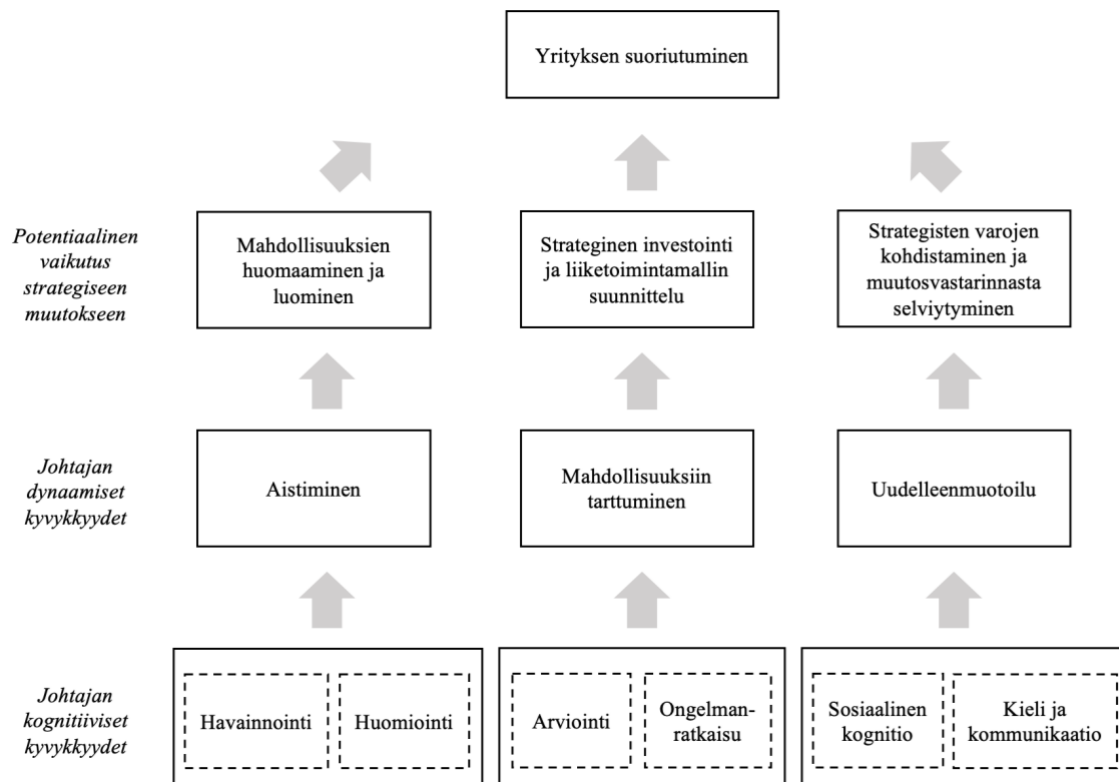 Yrityksen suoriutuminen
Potentiaalinen
vaikutus
strategiseen
muutokseen
Mahdollisuuksien
huomaaminen ja
luominen
Strateginen investointi
ja liiketoimintamallin
suunnittelu
Strategisten varojen
kohdistaminen ja
muutosvastarinnasta
selviytyminen
Johtajan
dynaamiset
kyvykkyydet
Aistiminen
Mahdollisuuksiin
tarttuminen
Uudelleenmuotoilu
Johtajan
kognitiiviset
kyvykkyydet
Havainnointi
Huomiointi
Arviointi
Ongelman-
ratkaisu
Sosiaalinen
kognitio
Kieli ja
kommunikaatio